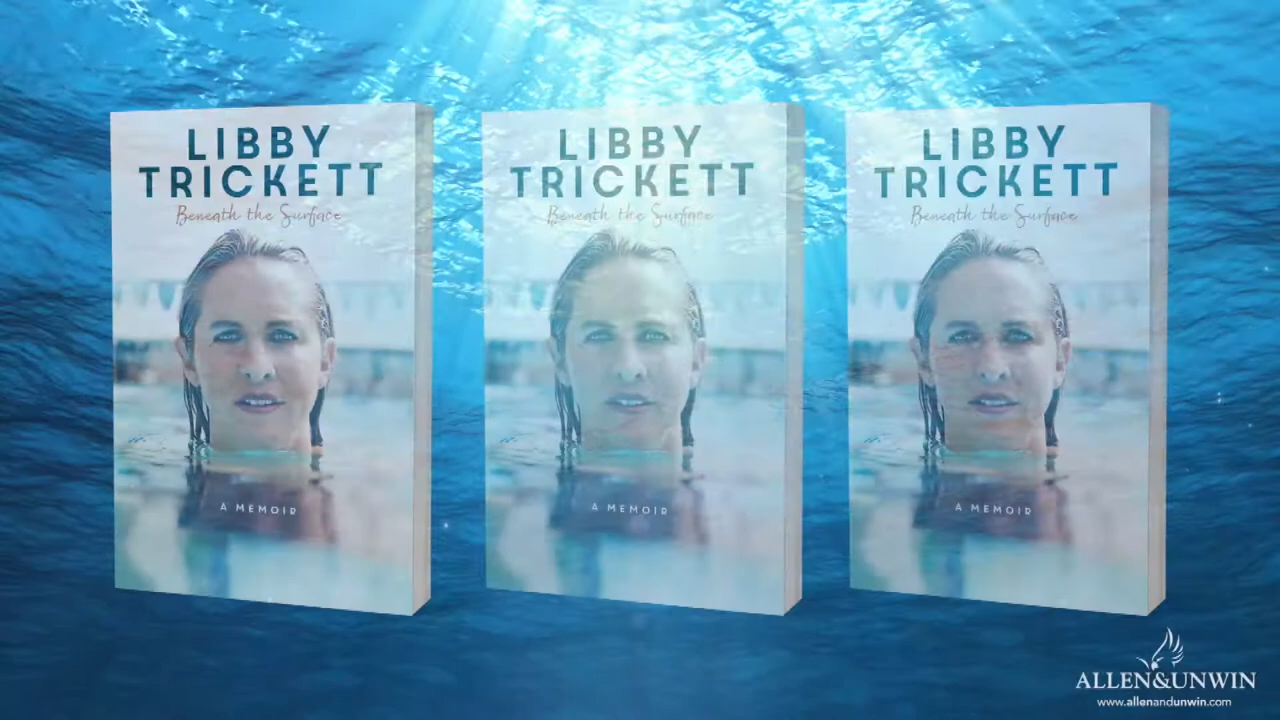 LIBBY
TRICKETT
Beneath the Surface
A MEMOIR
LIBBY
TRICKETT
Beneath the Surface
A MEMOIR
LIBBY
TRICKETT
Beneath the Surface
A MEMOIR
ALLEN&UNWIN
www.allenandunwin.com